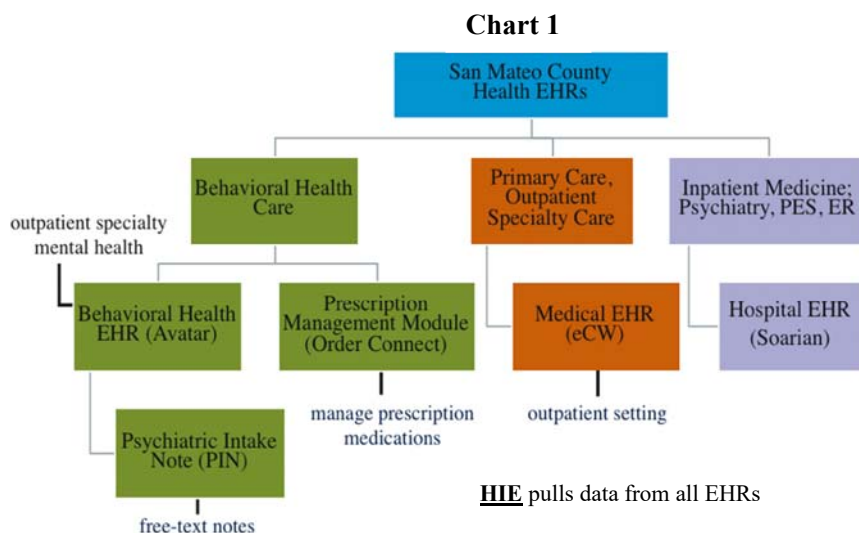 Chart 1
San Mateo County
Health EHRs
Behavioral Health
Care
Primary Care,
Outpatient
Specialty Care
Inpatient Medicine;
Psychiatry, PES, ER
outpatient specialty
mental health
Behavioral Health
EHR (Avatar)
Prescription
Management Module
(Order Connect)
Medical EHR
(eCW)
Hospital EHR
(Soarian)
manage prescription
medications
outpatient setting
Psychiatric Intake
Note (PIN)
HIE pulls data from all EHRs
free-text notes